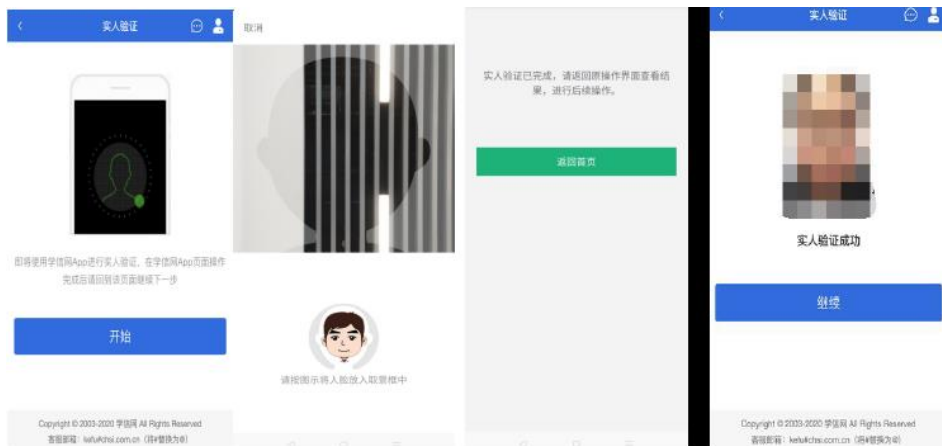 实人验证
即将使用学信网App进行实人验证，在学信网App页面操作
完成后请回到该页面继续下一步
开始
Copyright © 2003-2020 学信网 All Rights Reserved
客服邮箱：kefu#chsi.com.cn（将#替换为@）
取消
请按图示将人脸放入取景框中
实人验证已完成，请返回原操作界面查看结
果，进行后续操作。
返回首页
实人验证
实人验证成功
继续
Copyright © 2003-2020 学信网 All Rights Reserved
客服邮箱：kefu#chsi.com.cn（将#替换为@）